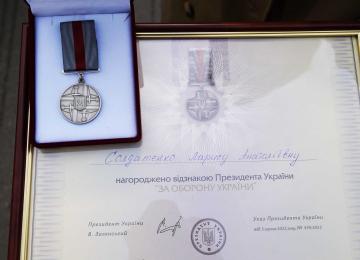 Солдатенко Ларису Анатоліївну
нагороджено відзнакою Президента України
"ЗА ОБОРОНУ УКРАЇНИ"
Президент України
В. Зеленський
Указ Президента України